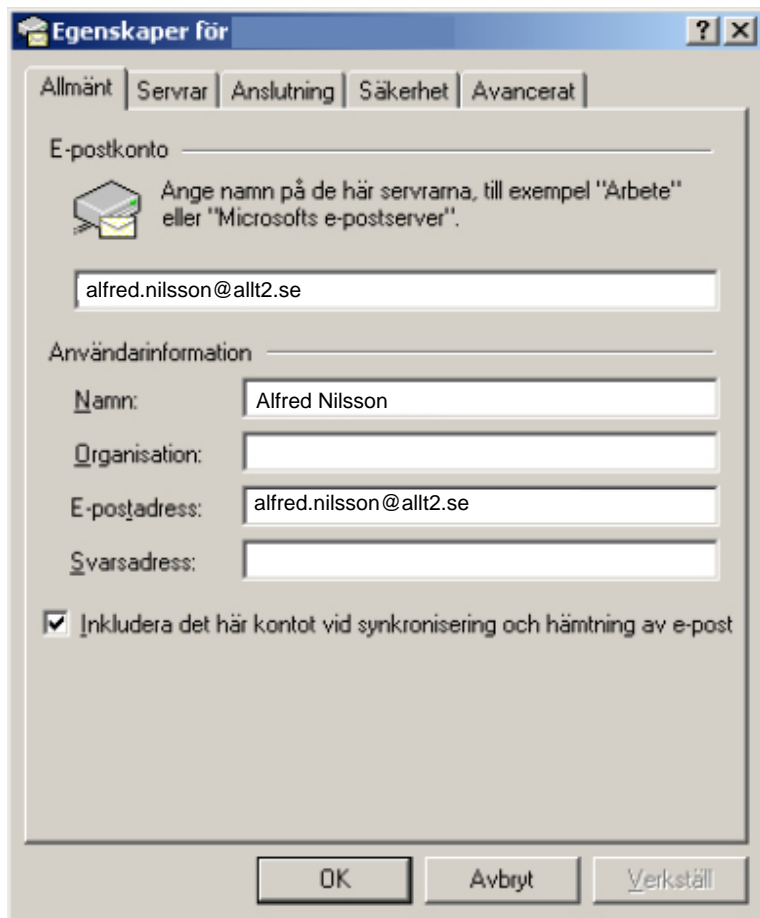 Egenskaper för
Allmänt Servrar Anslutning Säkerhet Avancerat
E-postkonto
Ange namn på de här servrarna, till exempel "Arbete"
eller "Microsofts e-postserver".
alfred.nilsson@allt2.se
Användarinformation
Namn: Alfred Nilsson
Organisation:
E-postadress: alfred.nilsson@allt2.se
Svarsadress:
Inkludera det här kontot vid synkronisering och hämtning av e-post
OK Avbryt Verkställ